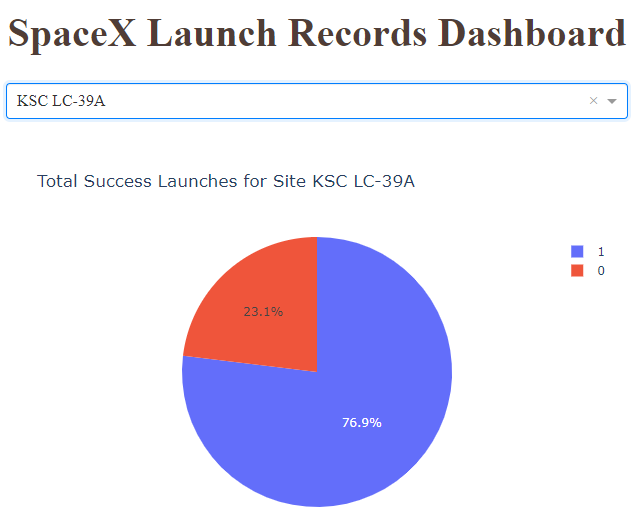 SpaceX Launch Records Dashboard
KSC LC-39A
Total Success Launches for Site KSC LC-39A
1
0
23.1%
76.9%